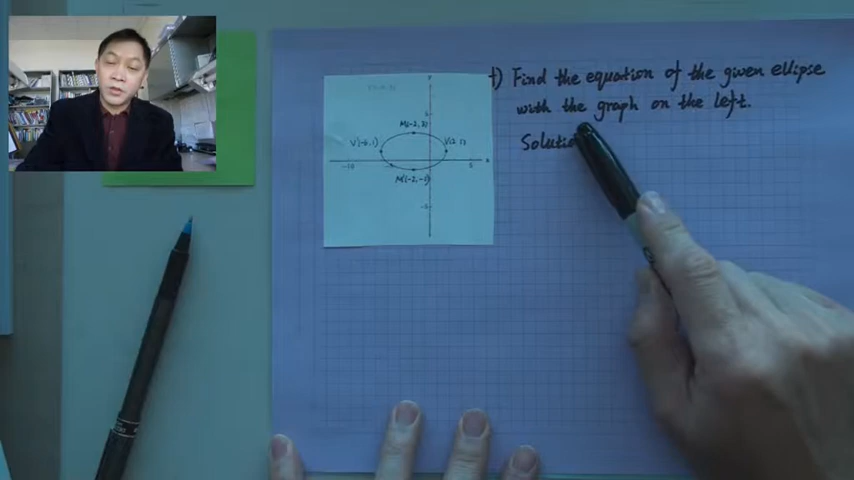 f) Find the equation of the given ellipse
with the graph on the left.
Solutio
M(-2, 3)
V'(-6, 1)
V(2, 1)
M'(-2, -1)
-10
5
-5